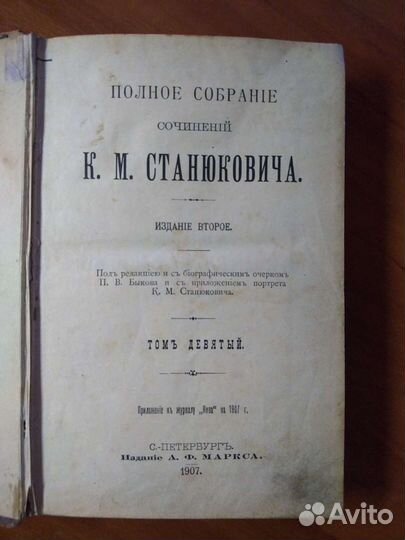 ПОЛНОЕ СОБРАНІЕ
СОЧИНЕНІЙ
К. М. СТАНЮКОВИЧА.
ИЗДАНІЕ ВТОРОЕ.
Подъ редакціею и съ біографическимъ очеркомъ
П. В. Быкова и съ приложеніемъ портрета
К. М. Станюковича.
ТОМЪ ДЕВЯТЫЙ.
Приложеніе къ журналу „Нива" на 1907 г.
С.-ПЕТЕРБУРГЪ.
Изданіе А. Ф. МАРКСА.
1907.
Avito